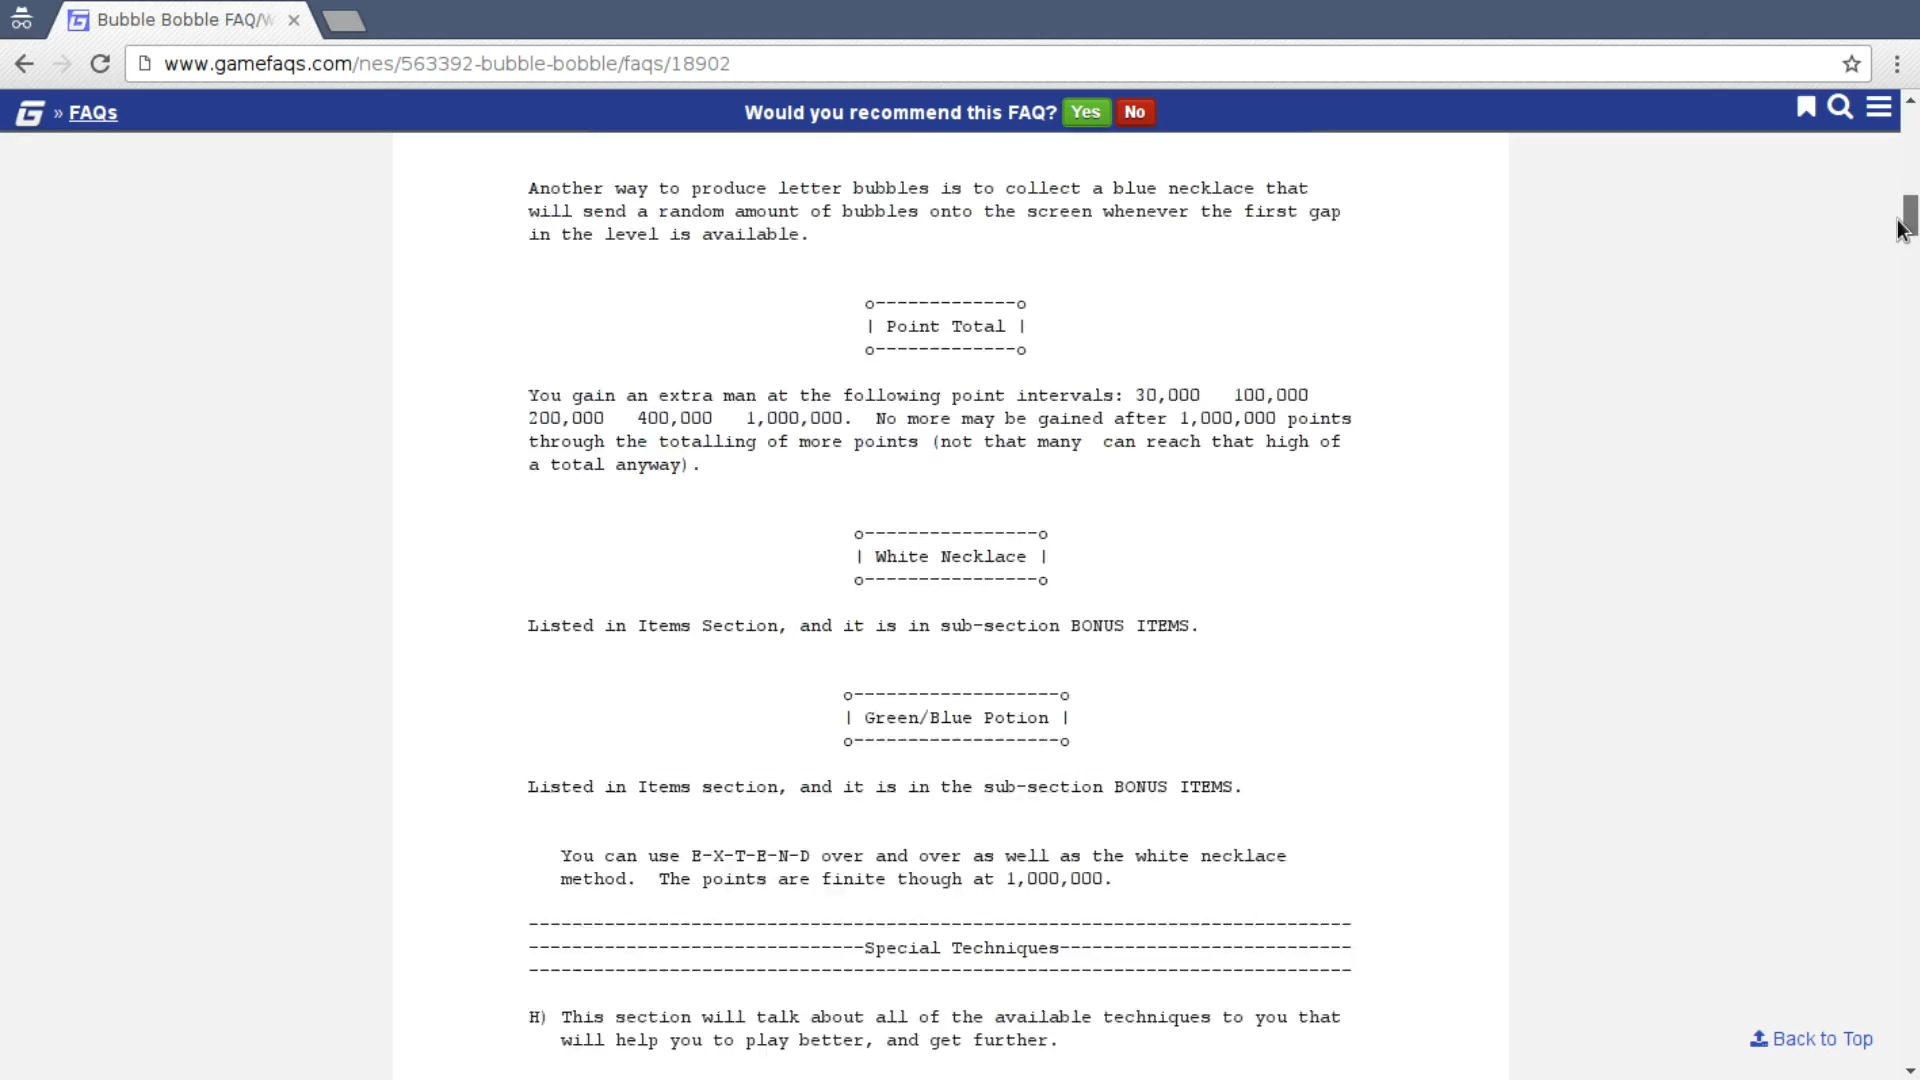 Bubble Bobble FAQ/W
www.gamefaqs.com/nes/563392-bubble-bobble/faqs/18902
» FAQs
Would you recommend this FAQ? Yes No
Another way to produce letter bubbles is to collect a blue necklace that
will send a random amount of bubbles onto the screen whenever the first gap
in the level is available.
o-------------o
| Point Total |
o-------------o
You gain an extra man at the following point intervals: 30,000   100,000
200,000   400,000   1,000,000.  No more may be gained after 1,000,000 points
through the totalling of more points (not that many  can reach that high of
a total anyway).
o----------------o
| White Necklace |
o----------------o
Listed in Items Section, and it is in sub-section BONUS ITEMS.
o-------------------o
| Green/Blue Potion |
o-------------------o
Listed in Items section, and it is in the sub-section BONUS ITEMS.
You can use E-X-T-E-N-D over and over as well as the white necklace
method.  The points are finite though at 1,000,000.
----------------------------------------------------------------------------
-------------------------------Special Techniques---------------------------
----------------------------------------------------------------------------
H) This section will talk about all of the available techniques to you that
will help you to play better, and get further.
Back to Top